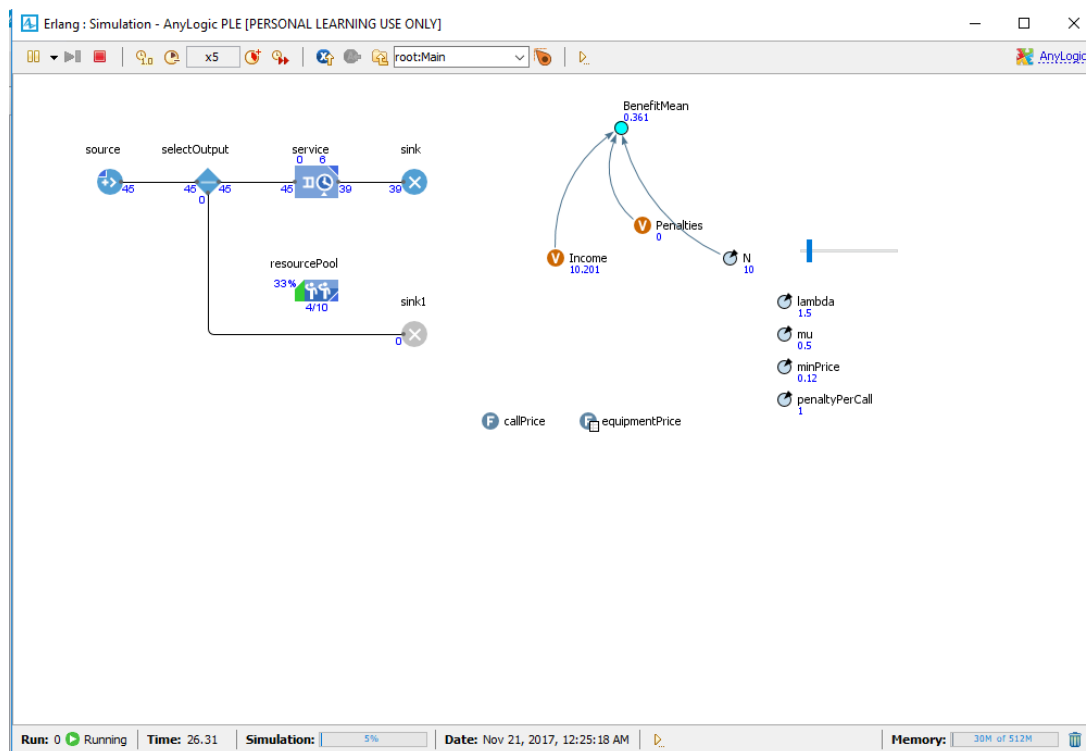 Erlang : Simulation - AnyLogic PLE [PERSONAL LEARNING USE ONLY]
x5 root:Main AnyLogic
BenefitMean
0.361
source selectOutput service sink
0 6
45 45 45 45 39 39
0
Penalties
0
Income
10.201
N
10
resourcePool
33%
4/10
sink1
0
lambda
1.5
mu
0.5
minPrice
0.12
penaltyPerCall
1
callPrice equipmentPrice
Run: 0 Running Time: 26.31 Simulation: 5% Date: Nov 21, 2017, 12:25:18 AM Memory: 30M of 512M